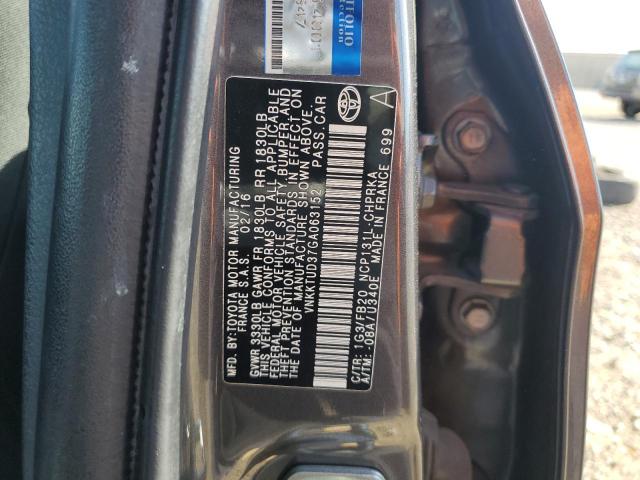 MFD. BY: TOYOTA MOTOR MANUFACTURING
FRANCE S.A.S. 02/16
GVWR 3330LB GAWR FR 1830LB RR 1830LB
THIS VEHICLE CONFORMS TO ALL APPLICABLE
FEDERAL MOTOR VEHICLE SAFETY, BUMPER, AND
THEFT PREVENTION STANDARDS IN EFFECT ON
THE DATE OF MANUFACTURE SHOWN ABOVE.
VNKKTUD37GA063152 PASS.CAR
C/TR: 1G3/FB20 NCP131L-CHPRKA
A/TM: -08A/U340E MADE IN FRANCE 699
A